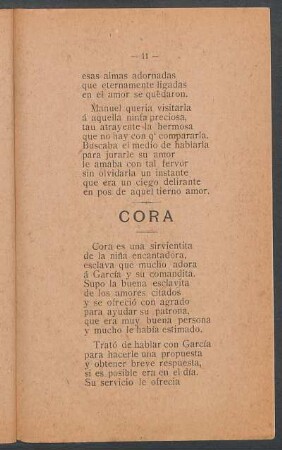 — 11 —
esas almas adornadas
que eternamente ligadas
en el amor se quedaron.
Manuel queria visitarla
á aquella ninfa preciosa,
tau atrayente la hermosa
que no hay con q' compararla.
Buscaba el medio de hablarla
para jurarle su amor
le amaba con tal fervor
sin olvidarla un instante
que era un ciego delirante
en pos de aquel tierno amor.
CORA
Cora es una sirvientita
de la niña encantadora,
esclava que mucho adora
á García y su comandita.
Supo la buena esclavita
de los amores citados
y se ofreció con agrado
para ayudar su patrona,
que era muy buena persona
y mucho le había estimado.
Trató de hablar con García
para hacerle una propuesta
y obtener breve respuesta,
si es posible era en el día.
Su servicio le ofrecia